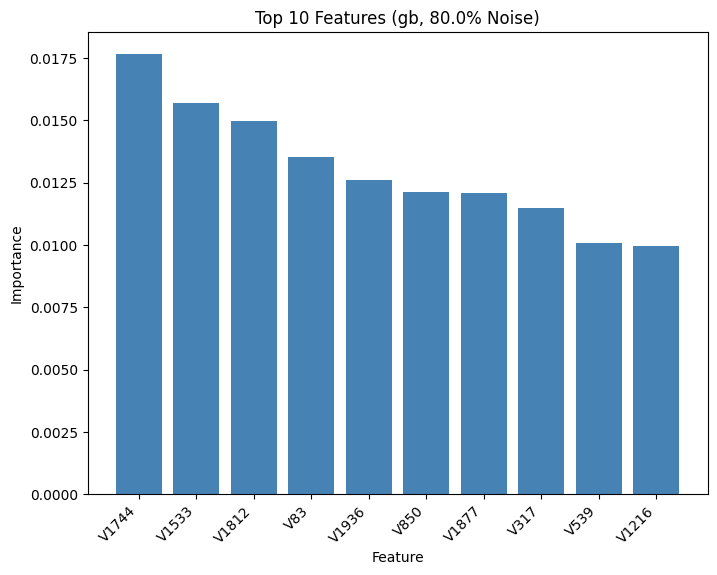 Top 10 Features (gb, 80.0% Noise)
0.0175
0.0150
0.0125
0.0100
0.0075
0.0050
0.0025
0.0000
Importance
V1744
V1533
V1812
V83
V1936
V850
V1877
V317
V539
V1216
Feature